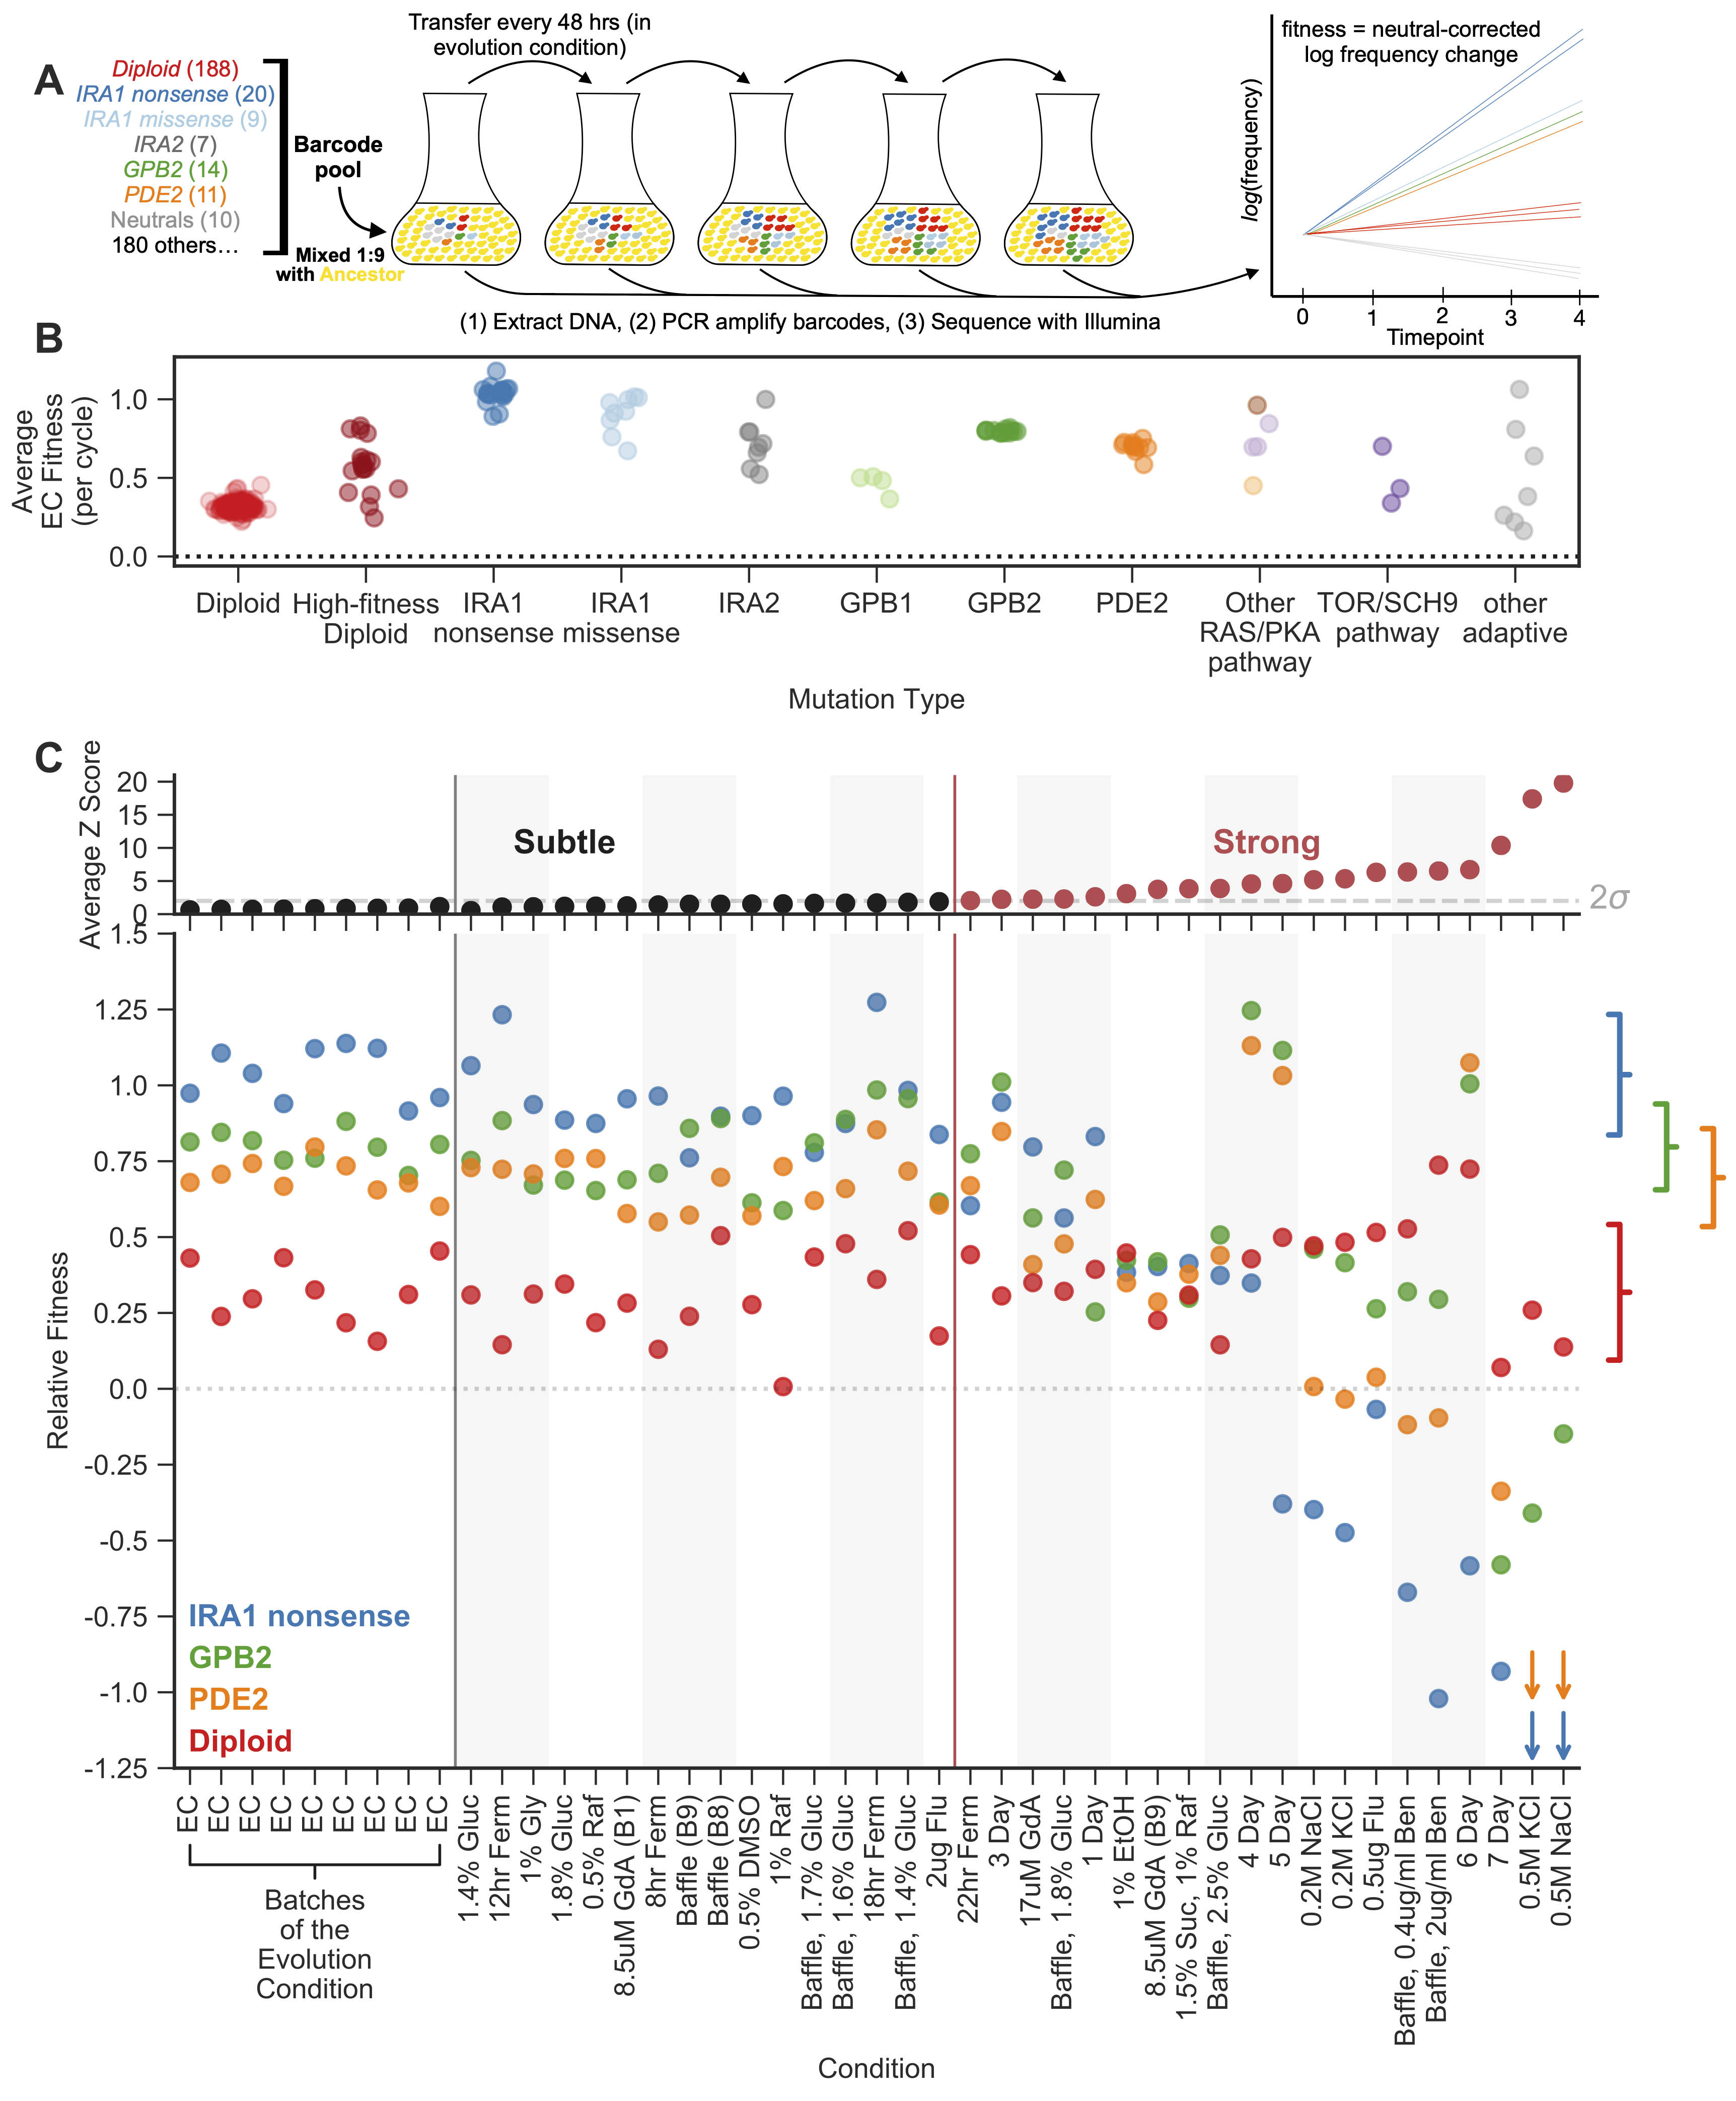 A
Diploid (188)
IRA1 nonsense (20)
IRA1 missense (9)
IRA2 (7)
GPB2 (14)
PDE2 (11)
Neutrals (10)
180 others…
Barcode
pool
Mixed 1:9
with Ancestor
Transfer every 48 hrs (in
evolution condition)
(1) Extract DNA, (2) PCR amplify barcodes, (3) Sequence with Illumina
fitness = neutral-corrected
log frequency change
log(frequency)
0 1 2 3 4
Timepoint
B
Average
EC Fitness
(per cycle)
1.0
0.5
0.0
Diploid
High-fitness
Diploid
IRA1
nonsense
IRA1
missense
IRA2
GPB1
GPB2
PDE2
Other
RAS/PKA
pathway
TOR/SCH9
pathway
other
adaptive
Mutation Type
C
Average Z Score
20
15
10
5
0
Subtle
Strong
2σ
Relative Fitness
1.5
1.25
1.0
0.75
0.5
0.25
0.0
-0.25
-0.5
-0.75
-1.0
-1.25
IRA1 nonsense
GPB2
PDE2
Diploid
EC
EC
EC
EC
EC
EC
EC
EC
EC
1.4% Gluc
12hr Ferm
1% Gly
1.8% Gluc
0.5% Raf
8.5uM GdA (B1)
8hr Ferm
Baffle (B9)
Baffle (B8)
0.5% DMSO
1% Raf
Baffle, 1.7% Gluc
Baffle, 1.6% Gluc
18hr Ferm
Baffle, 1.4% Gluc
2ug Flu
22hr Ferm
3 Day
17uM GdA
Baffle, 1.8% Gluc
1 Day
1% EtOH
8.5uM GdA (B9)
1.5% Suc, 1% Raf
Baffle, 2.5% Gluc
4 Day
5 Day
0.2M NaCl
0.2M KCl
0.5ug Flu
Baffle, 0.4ug/ml Ben
Baffle, 2ug/ml Ben
6 Day
7 Day
0.5M KCl
0.5M NaCl
Batches
of the
Evolution
Condition
Condition